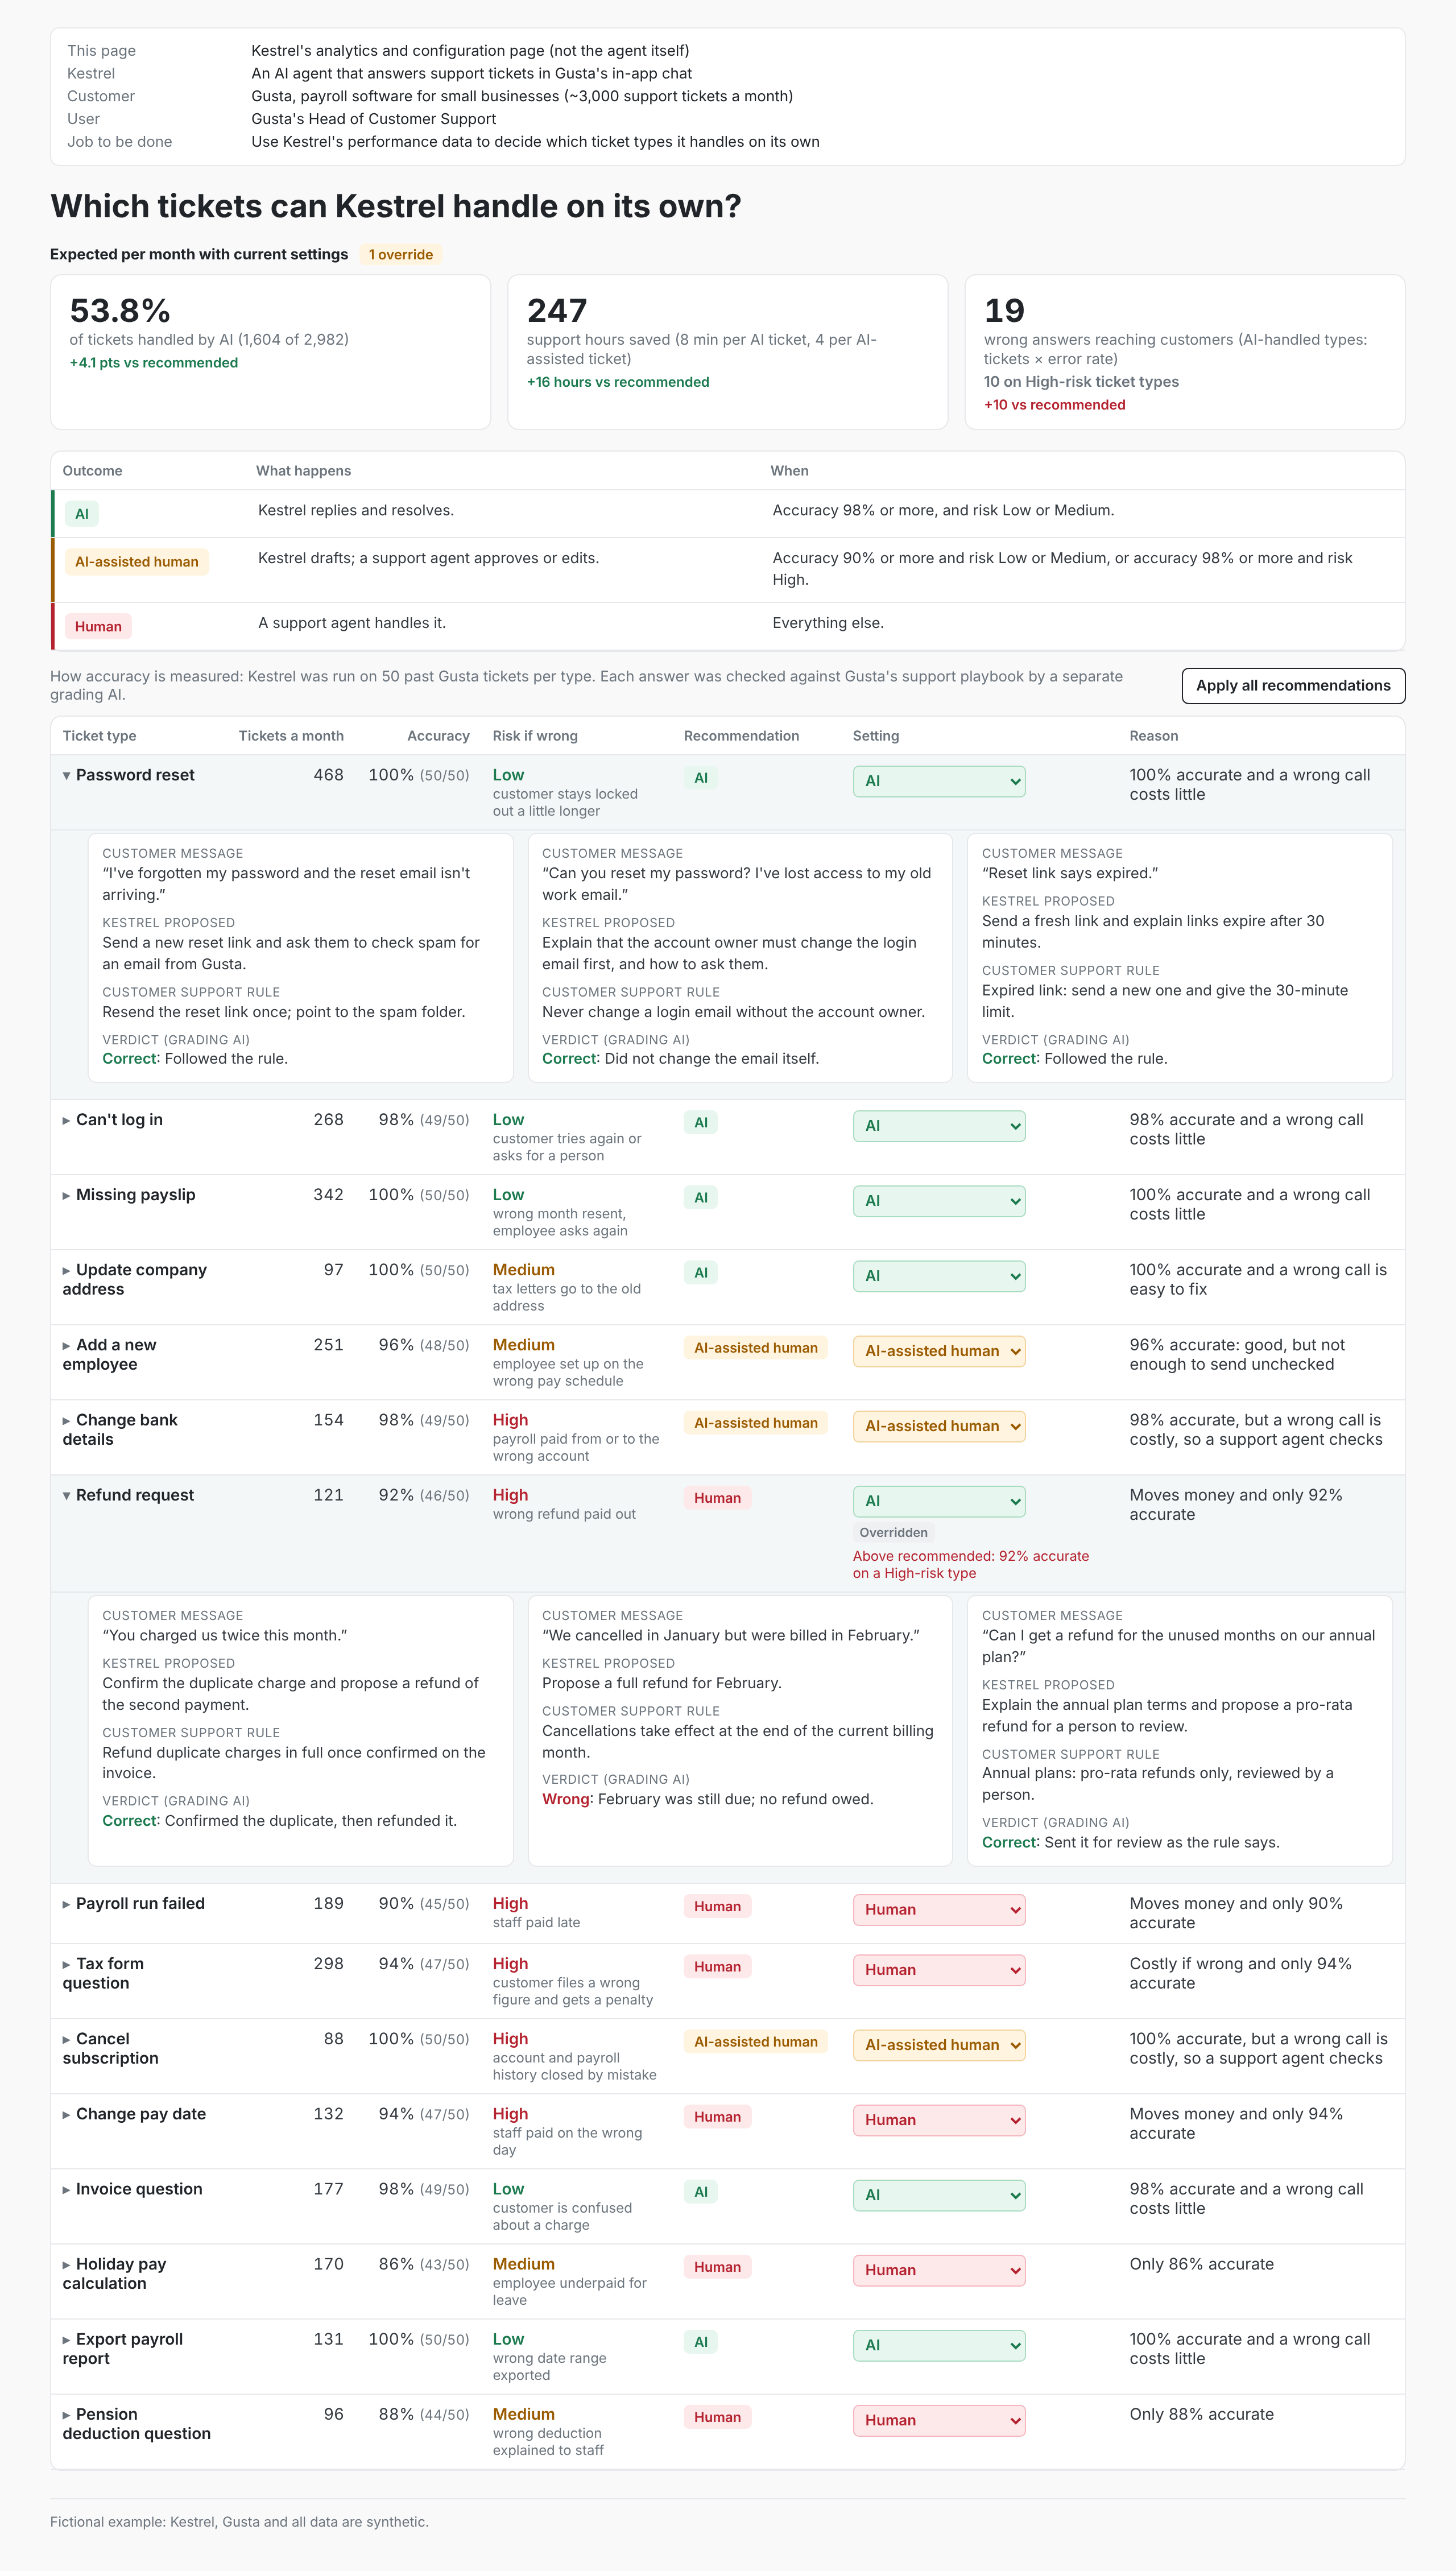 This page
Kestrel's analytics and configuration page (not the agent itself)
Kestrel
An AI agent that answers support tickets in Gusta's in-app chat
Customer
Gusta, payroll software for small businesses (~3,000 support tickets a month)
User
Gusta's Head of Customer Support
Job to be done
Use Kestrel's performance data to decide which ticket types it handles on its own
Which tickets can Kestrel handle on its own?
Expected per month with current settings
1 override
53.8%
of tickets handled by AI (1,604 of 2,982)
+4.1 pts vs recommended
247
support hours saved (8 min per AI ticket, 4 per AI-
assisted ticket)
+16 hours vs recommended
19
wrong answers reaching customers (AI-handled types:
tickets × error rate)
10 on High-risk ticket types
+10 vs recommended
Outcome
What happens
When
AI
Kestrel replies and resolves.
Accuracy 98% or more, and risk Low or Medium.
AI-assisted human
Kestrel drafts; a support agent approves or edits.
Accuracy 90% or more and risk Low or Medium, or accuracy 98% or more and risk
High.
Human
A support agent handles it.
Everything else.
How accuracy is measured: Kestrel was run on 50 past Gusta tickets per type. Each answer was checked against Gusta's support playbook by a separate
grading AI.
Apply all recommendations
Ticket type
Tickets a month
Accuracy
Risk if wrong
Recommendation
Setting
Reason
▾ Password reset
468
100% (50/50)
Low
customer stays locked
out a little longer
AI
AI
100% accurate and a wrong call
costs little
CUSTOMER MESSAGE
“I've forgotten my password and the reset email isn't
arriving.”
KESTREL PROPOSED
Send a new reset link and ask them to check spam for
an email from Gusta.
CUSTOMER SUPPORT RULE
Resend the reset link once; point to the spam folder.
VERDICT (GRADING AI)
Correct: Followed the rule.
CUSTOMER MESSAGE
“Can you reset my password? I've lost access to my old
work email.”
KESTREL PROPOSED
Explain that the account owner must change the login
email first, and how to ask them.
CUSTOMER SUPPORT RULE
Never change a login email without the account owner.
VERDICT (GRADING AI)
Correct: Did not change the email itself.
CUSTOMER MESSAGE
“Reset link says expired.”
KESTREL PROPOSED
Send a fresh link and explain links expire after 30
minutes.
CUSTOMER SUPPORT RULE
Expired link: send a new one and give the 30-minute
limit.
VERDICT (GRADING AI)
Correct: Followed the rule.
▸ Can't log in
268
98% (49/50)
Low
customer tries again or
asks for a person
AI
AI
98% accurate and a wrong call
costs little
▸ Missing payslip
342
100% (50/50)
Low
wrong month resent,
employee asks again
AI
AI
100% accurate and a wrong call
costs little
▸ Update company
address
97
100% (50/50)
Medium
tax letters go to the old
address
AI
AI
100% accurate and a wrong call is
easy to fix
▸ Add a new
employee
251
96% (48/50)
Medium
employee set up on the
wrong pay schedule
AI-assisted human
AI-assisted human
96% accurate: good, but not
enough to send unchecked
▸ Change bank
details
154
98% (49/50)
High
payroll paid from or to the
wrong account
AI-assisted human
AI-assisted human
98% accurate, but a wrong call is
costly, so a support agent checks
▾ Refund request
121
92% (46/50)
High
wrong refund paid out
Human
AI
Overridden
Above recommended: 92% accurate
on a High-risk type
Moves money and only 92%
accurate
CUSTOMER MESSAGE
“You charged us twice this month.”
KESTREL PROPOSED
Confirm the duplicate charge and propose a refund of
the second payment.
CUSTOMER SUPPORT RULE
Refund duplicate charges in full once confirmed on the
invoice.
VERDICT (GRADING AI)
Correct: Confirmed the duplicate, then refunded it.
CUSTOMER MESSAGE
“We cancelled in January but were billed in February.”
KESTREL PROPOSED
Propose a full refund for February.
CUSTOMER SUPPORT RULE
Cancellations take effect at the end of the current billing
month.
VERDICT (GRADING AI)
Wrong: February was still due; no refund owed.
CUSTOMER MESSAGE
“Can I get a refund for the unused months on our annual
plan?”
KESTREL PROPOSED
Explain the annual plan terms and propose a pro-rata
refund for a person to review.
CUSTOMER SUPPORT RULE
Annual plans: pro-rata refunds only, reviewed by a
person.
VERDICT (GRADING AI)
Correct: Sent it for review as the rule says.
▸ Payroll run failed
189
90% (45/50)
High
staff paid late
Human
Human
Moves money and only 90%
accurate
▸ Tax form
question
298
94% (47/50)
High
customer files a wrong
figure and gets a penalty
Human
Human
Costly if wrong and only 94%
accurate
▸ Cancel
subscription
88
100% (50/50)
High
account and payroll
history closed by mistake
AI-assisted human
AI-assisted human
100% accurate, but a wrong call is
costly, so a support agent checks
▸ Change pay date
132
94% (47/50)
High
staff paid on the wrong
day
Human
Human
Moves money and only 94%
accurate
▸ Invoice question
177
98% (49/50)
Low
customer is confused
about a charge
AI
AI
98% accurate and a wrong call
costs little
▸ Holiday pay
calculation
170
86% (43/50)
Medium
employee underpaid for
leave
Human
Human
Only 86% accurate
▸ Export payroll
report
131
100% (50/50)
Low
wrong date range
exported
AI
AI
100% accurate and a wrong call
costs little
▸ Pension
deduction question
96
88% (44/50)
Medium
wrong deduction
explained to staff
Human
Human
Only 88% accurate
Fictional example: Kestrel, Gusta and all data are synthetic.